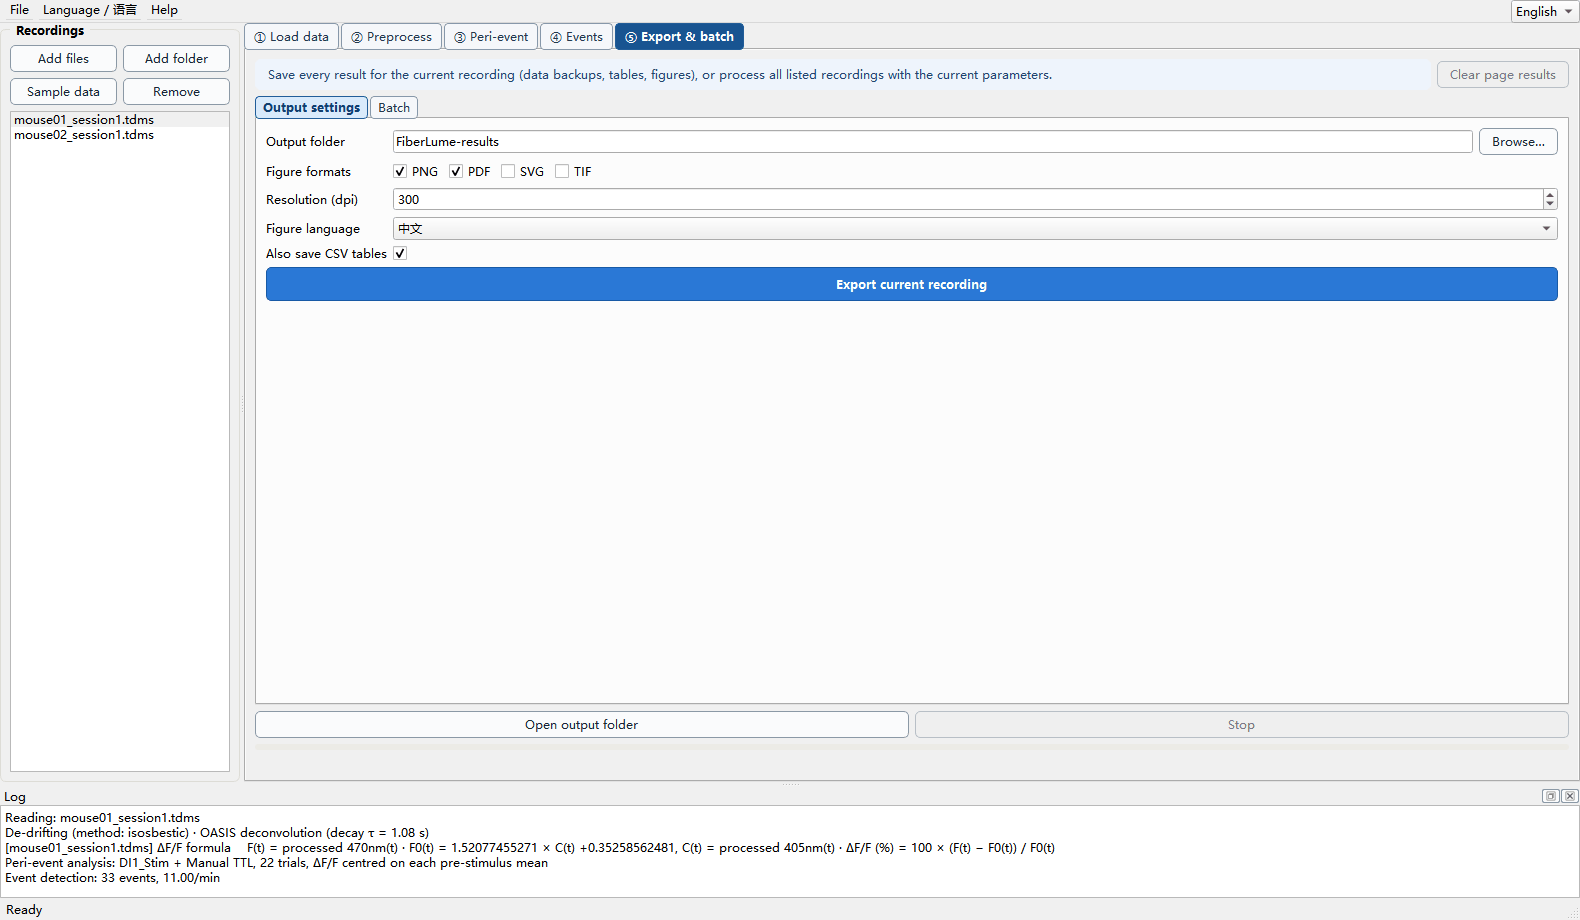 File Language / 语言 Help
English
Recordings
Add files Add folder
Sample data Remove
mouse01_session1.tdms
mouse02_session1.tdms
① Load data ② Preprocess ③ Peri-event ④ Events ⑤ Export & batch
Save every result for the current recording (data backups, tables, figures), or process all listed recordings with the current parameters.
Clear page results
Output settings Batch
Output folder FiberLume-results Browse...
Figure formats PNG PDF SVG TIF
Resolution (dpi) 300
Figure language 中文
Also save CSV tables
Export current recording
Open output folder Stop
Log
Reading: mouse01_session1.tdms
De-drifting (method: isosbestic) · OASIS deconvolution (decay τ = 1.08 s)
[mouse01_session1.tdms] ΔF/F formula F(t) = processed 470nm(t) · F0(t) = 1.52077455271 × C(t) +0.35258562481, C(t) = processed 405nm(t) · ΔF/F (%) = 100 × (F(t) − F0(t)) / F0(t)
Peri-event analysis: DI1_Stim + Manual TTL, 22 trials, ΔF/F centred on each pre-stimulus mean
Event detection: 33 events, 11.00/min
Ready